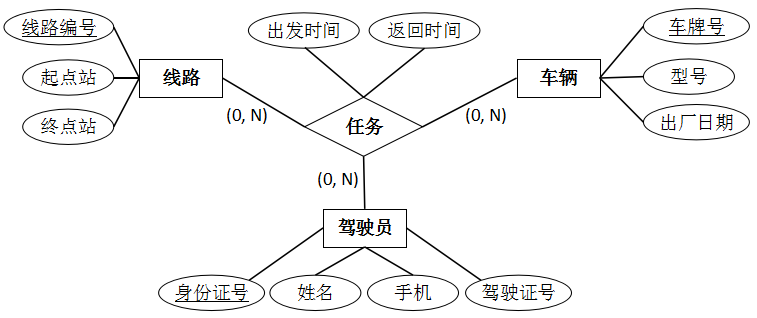 线路编号
出发时间
返回时间
车牌号
起点站
线路
车辆
型号
终点站
(0, N)
任务
(0, N)
出厂日期
(0, N)
驾驶员
身份证号
姓名
手机
驾驶证号